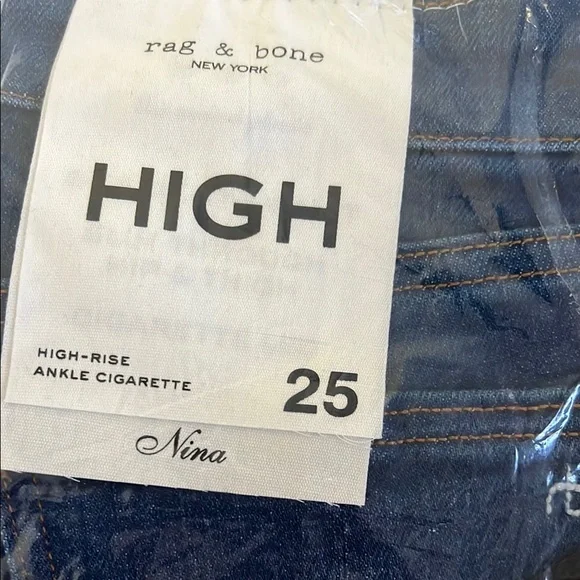 rag & bone
NEW YORK
HIGH
HIGH-RISE
ANKLE CIGARETTE
25
Nina